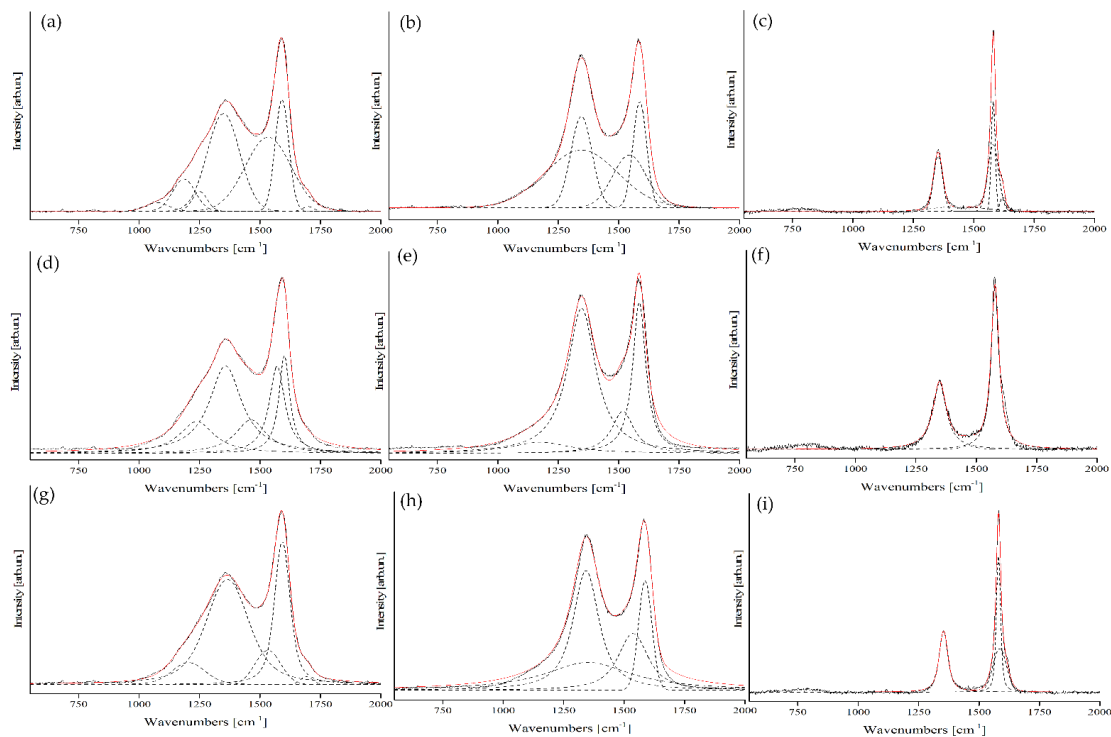 (a)
Intensity [arb.un.]
1000 1250 1500 1750 2000
Wavenumbers [cm-1]
(b)
Intensity [arb.un.]
750 1000 1250 1500 1750 2000
Wavenumbers [cm-1]
(c)
Intensity [arb.un.]
750 1000 1250 1500 1750 2000
Wavenumbers [cm-1]
(d)
Intensity [arb.un.]
1000 1250 1500 1750 2000
Wavenumbers [cm-1]
(e)
Intensity [arb.un.]
750 1000 1250 1500 1750 2000
Wavenumbers [cm-1]
(f)
Intensity [arb.un.]
750 1000 1250 1500 1750 2000
Wavenumbers [cm-1]
(g)
Intensity [arb.un.]
750 1000 1250 1500 1750 2000
Wavenumbers [cm-1]
(h)
Intensity [arb.un.]
750 1000 1250 1500 1750 2000
Wavenumbers [cm-1]
(i)
Intensity [arb.un.]
750 1000 1250 1500 1750 2000
Wavenumbers [cm-1]